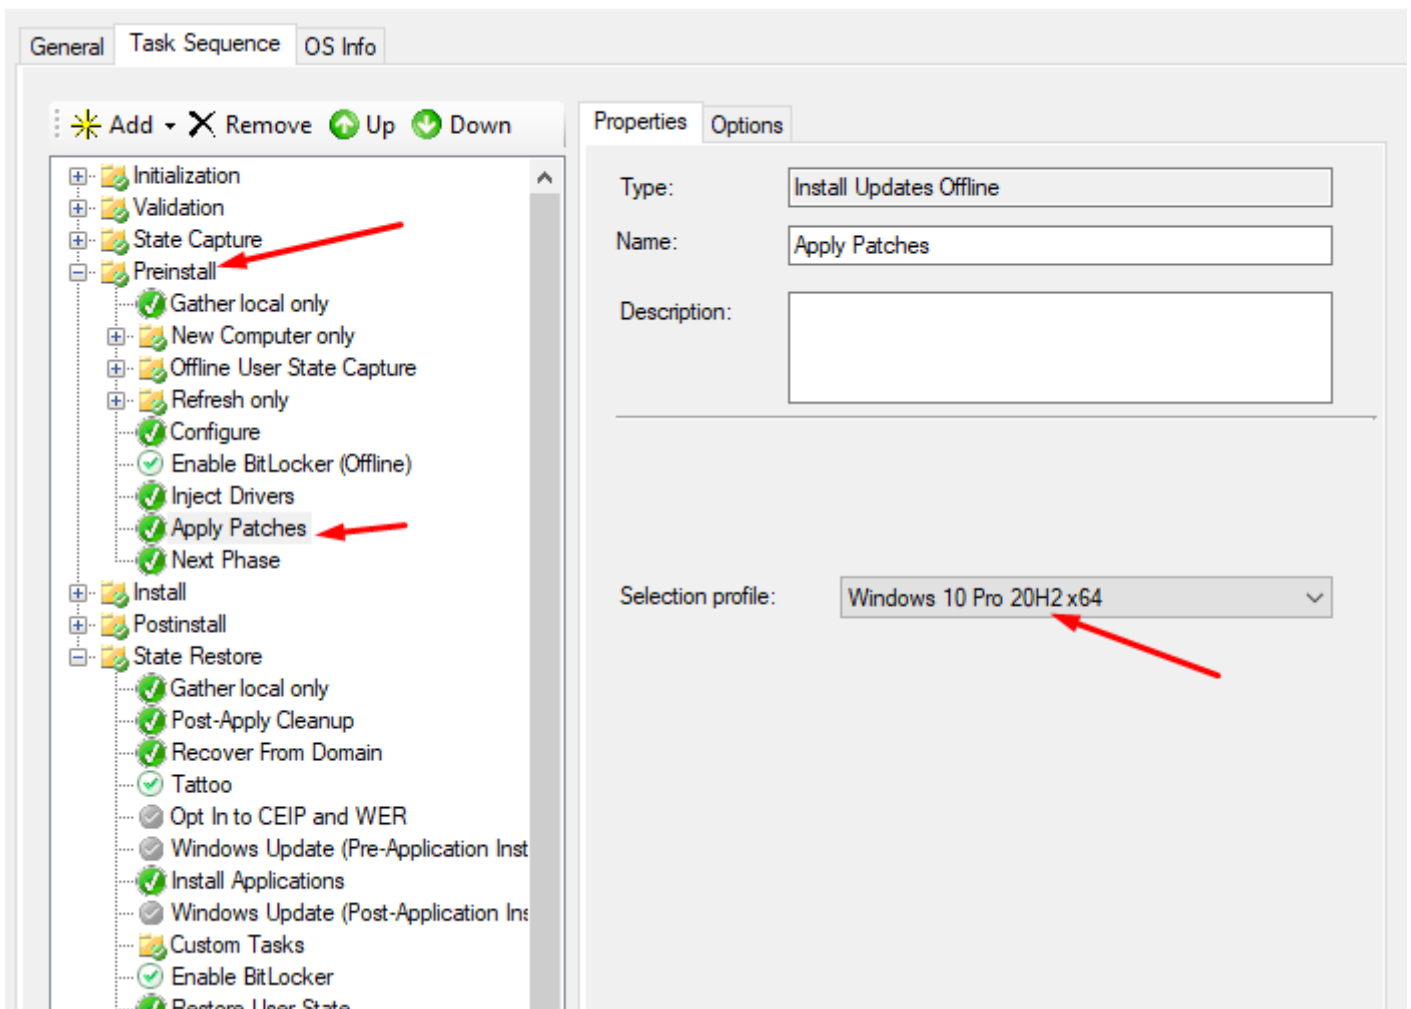 General
Task Sequence
OS Info
Add
Remove
Up
Down
Initialization
Validation
State Capture
Preinstall
Gather local only
New Computer only
Offline User State Capture
Refresh only
Configure
Enable BitLocker (Offline)
Inject Drivers
Apply Patches
Next Phase
Install
Postinstall
State Restore
Gather local only
Post-Apply Cleanup
Recover From Domain
Tattoo
Opt In to CEIP and WER
Windows Update (Pre-Application Inst
Install Applications
Windows Update (Post-Application Ins
Custom Tasks
Enable BitLocker
Restore User State
Properties
Options
Type:
Install Updates Offline
Name:
Apply Patches
Description:
Selection profile:
Windows 10 Pro 20H2 x64